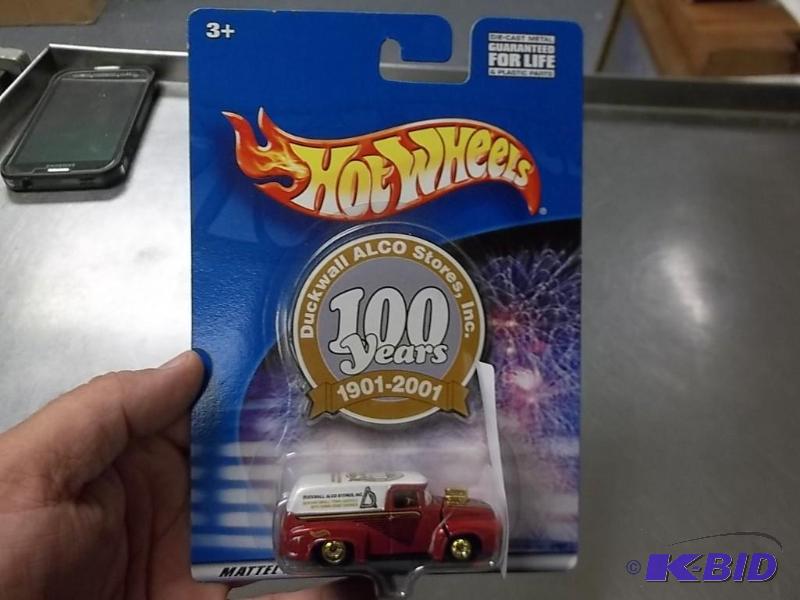 3+
DIE-CAST METAL
GUARANTEED
FOR LIFE
& PLASTIC PARTS
HOT WHEELS
®
Duckwall ALCO Stores, Inc.
100
Years
1901-2001
DUCKWALL ALCO STORES, INC.
MATTEL
© K-BID